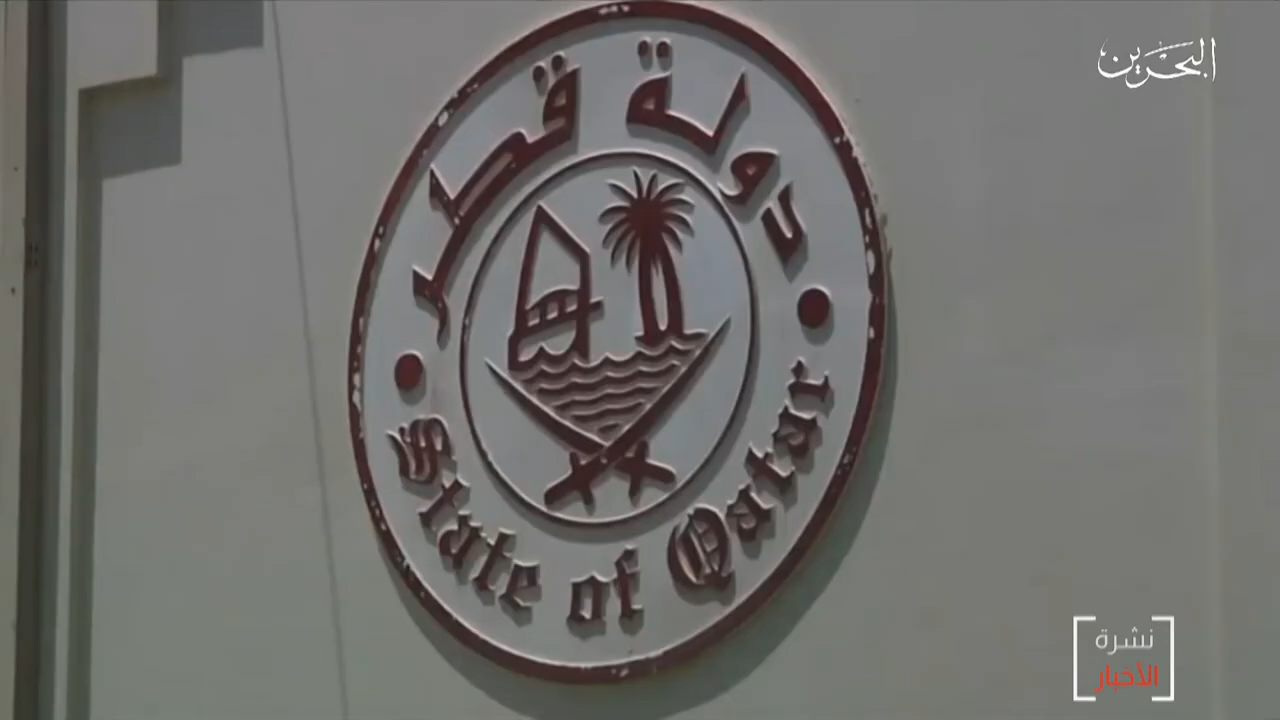 البحرين
دولة قطر
State of Qatar
نشرة
الأخبار